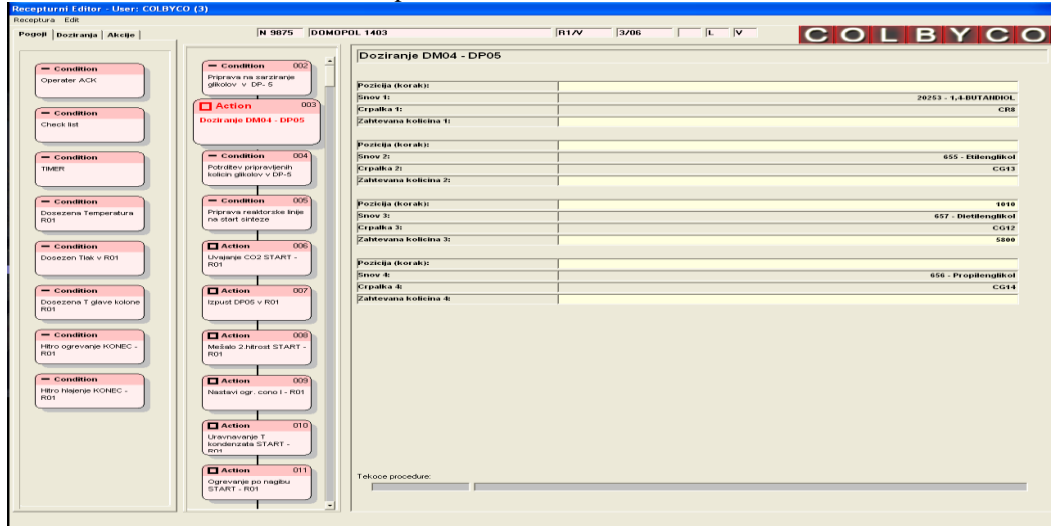 Recepturni Editor - User: COLBYCO (3)
Receptura Edit
Pogoji Doziranja Akcije
N 9875 DOMOPOL 1403 R1/V 3/06 L V
COLBYCO
Condition
Operater ACK
Condition
Check list
Condition
TIMER
Condition
Dosezena Temperatura
R01
Condition
Dosezen Tlak v R01
Condition
Dosezena T glave kolone
R01
Condition
Hitro ogrevanje KONEC -
R01
Condition
Hitro hlajenje KONEC -
R01
Condition 002
Priprava na sarziranje
glikolov v DP- 5
Action 003
Doziranje DM04 - DP05
Condition 004
Potrditev pripravljenih
kolicin glikolov v DP-5
Condition 005
Priprava reaktorske linije
na start sinteze
Action 006
Uvajanje CO2 START -
R01
Action 007
Izpust DP05 v R01
Action 008
Mešalo 2.hitrost START -
R01
Action 009
Nastavi ogr. cono I - R01
Action 010
Uravnavanje T
kondenzata START -
R01
Action 011
Ogrevanje po nagibu
START - R01
Doziranje DM04 - DP05
Pozicija (korak):
Snov 1: 20253 - 1,4-BUTANDIOL
Crpalka 1: CR8
Zahtevana kolicina 1:
Pozicija (korak):
Snov 2: 655 - Etilenglikol
Crpalka 2: CG13
Zahtevana kolicina 2:
Pozicija (korak): 1010
Snov 3: 657 - Dietilenglikol
Crpalka 3: CG12
Zahtevana kolicina 3: 5800
Pozicija (korak):
Snov 4: 656 - Propilenglikol
Crpalka 4: CG14
Zahtevana kolicina 4:
Tekoce procedure: